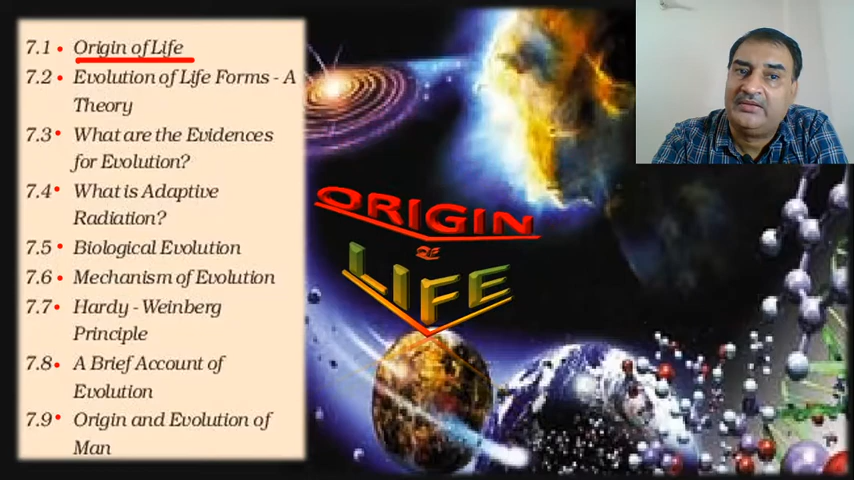 7.1 • Origin of Life
7.2 • Evolution of Life Forms - A
Theory
7.3 • What are the Evidences
for Evolution?
7.4 • What is Adaptive
Radiation?
7.5 • Biological Evolution
7.6 • Mechanism of Evolution
7.7 • Hardy - Weinberg
Principle
7.8 • A Brief Account of
Evolution
7.9 • Origin and Evolution of
Man
ORIGIN
OF
LIFE